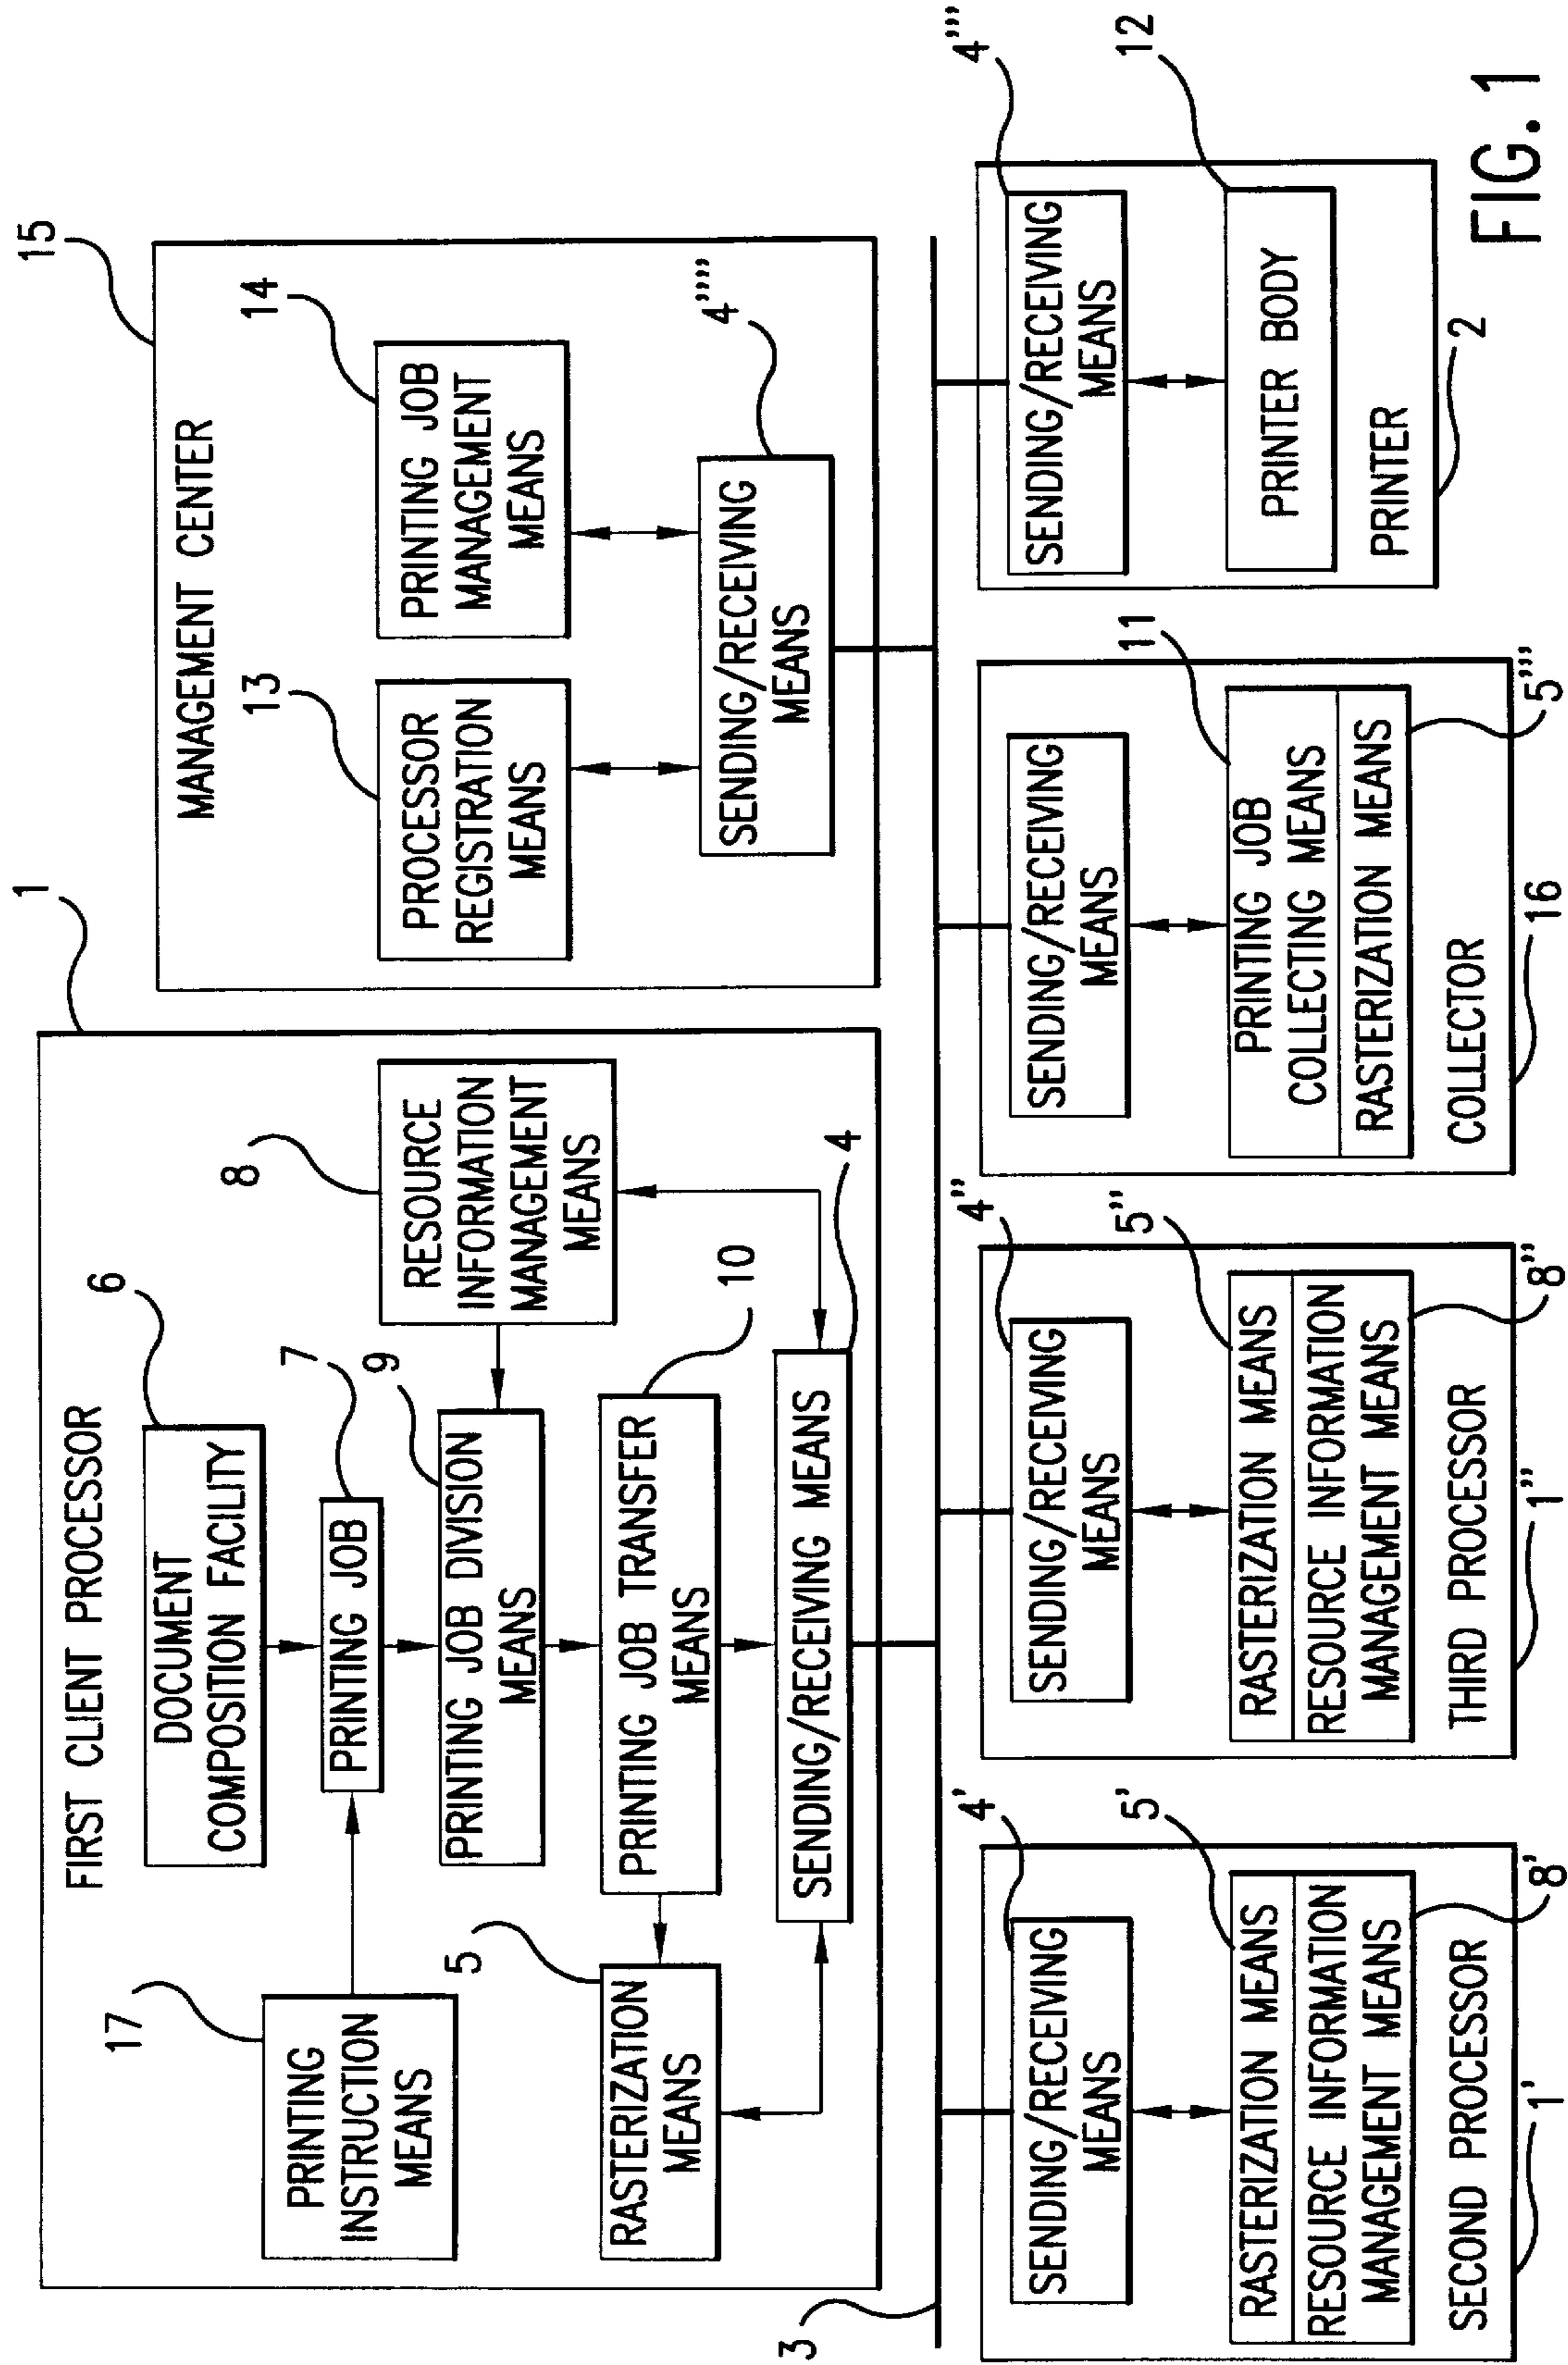 1
FIRST CLIENT PROCESSOR
6
DOCUMENT
COMPOSITION FACILITY
17
PRINTING
INSTRUCTION
MEANS
7
PRINTING JOB
8
RESOURCE
INFORMATION
MANAGEMENT
MEANS
9
PRINTING JOB DIVISION
MEANS
5
RASTERIZATION
MEANS
10
PRINTING JOB TRANSFER
MEANS
4
SENDING/RECEIVING MEANS
15
MANAGEMENT CENTER
13
PROCESSOR
REGISTRATION
MEANS
14
PRINTING JOB
MANAGEMENT
MEANS
4''''
SENDING/RECEIVING
MEANS
3
4'
SENDING/RECEIVING
MEANS
5'
RASTERIZATION MEANS
RESOURCE INFORMATION
MANAGEMENT MEANS
8'
SECOND PROCESSOR
1'
4''
SENDING/RECEIVING
MEANS
5''
RASTERIZATION MEANS
RESOURCE INFORMATION
MANAGEMENT MEANS
8''
THIRD PROCESSOR
1''
SENDING/RECEIVING
MEANS
11
PRINTING JOB
COLLECTING MEANS
RASTERIZATION MEANS
5'''
COLLECTOR
16
4'''
SENDING/RECEIVING
MEANS
12
PRINTER BODY
PRINTER
2
FIG.1